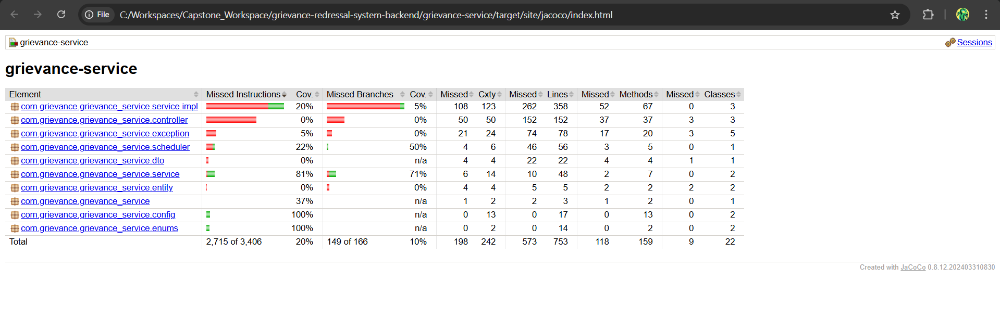 File C:/Workspaces/Capstone_Workspace/grievance-redressal-system-backend/grievance-service/target/site/jacoco/index.html
grievance-service Sessions
grievance-service
Element Missed Instructions Cov. Missed Branches Cov. Missed Cxty Missed Lines Missed Methods Missed Classes
com.grievance.grievance_service.service.impl 20% 5% 108 123 262 358 52 67 0 3
com.grievance.grievance_service.controller 0% 0% 50 50 152 152 37 37 3 3
com.grievance.grievance_service.exception 5% 0% 21 24 74 78 17 20 3 5
com.grievance.grievance_service.scheduler 22% 50% 4 6 46 56 3 5 0 1
com.grievance.grievance_service.dto 0% n/a 4 4 22 22 4 4 1 1
com.grievance.grievance_service.service 81% 71% 6 14 10 48 2 7 0 2
com.grievance.grievance_service.entity 0% 0% 4 4 5 5 2 2 2 2
com.grievance.grievance_service 37% n/a 1 2 2 3 1 2 0 1
com.grievance.grievance_service.config 100% n/a 0 13 0 17 0 13 0 2
com.grievance.grievance_service.enums 100% n/a 0 2 0 14 0 2 0 2
Total 2,715 of 3,406 20% 149 of 166 10% 198 242 573 753 118 159 9 22
Created with JaCoCo 0.8.12.202403310830